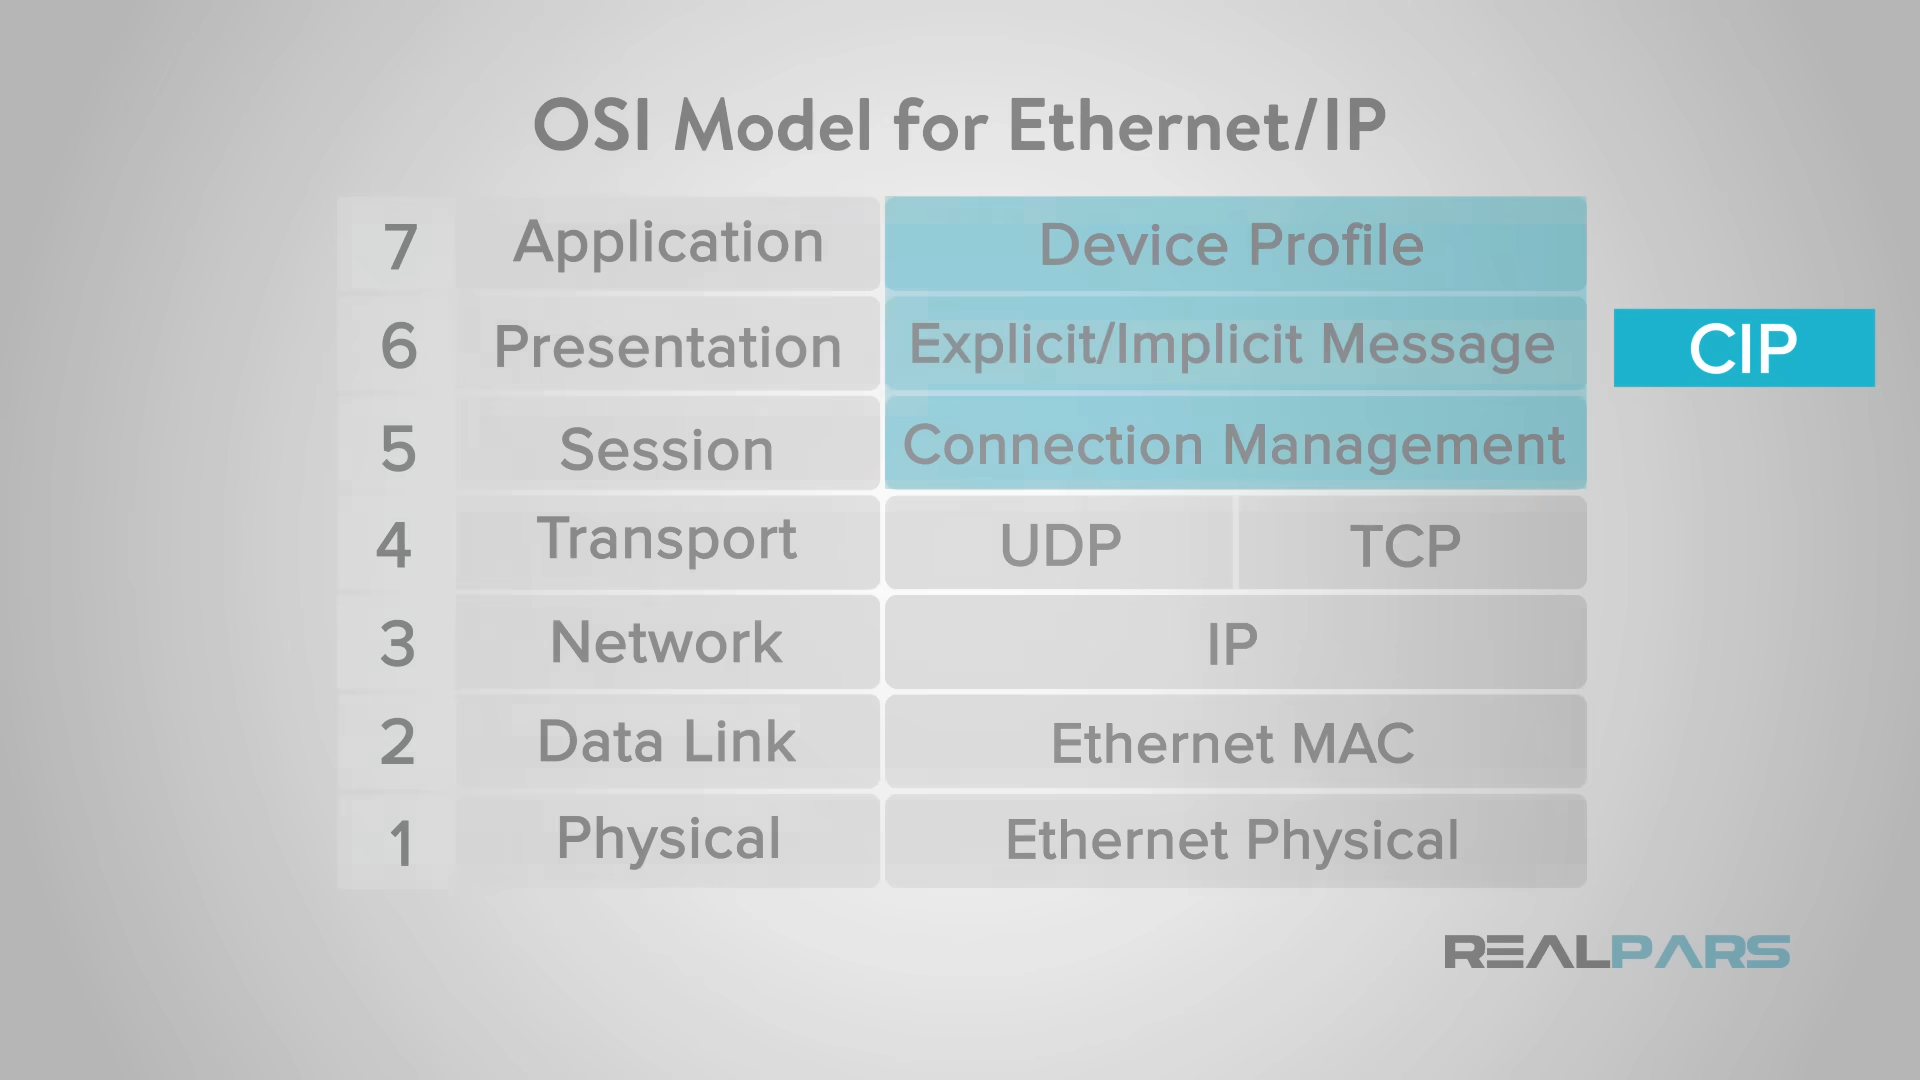 OSI Model for Ethernet/IP
7 Application Device Profile
6 Presentation Explicit/Implicit Message CIP
5 Session Connection Management
4 Transport UDP TCP
3 Network IP
2 Data Link Ethernet MAC
1 Physical Ethernet Physical
REALPARS